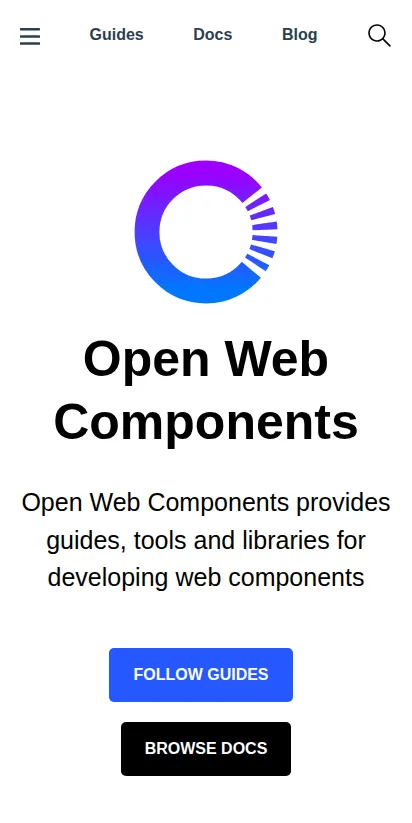 Guides Docs Blog
Open Web
Components
Open Web Components provides
guides, tools and libraries for
developing web components
FOLLOW GUIDES
BROWSE DOCS